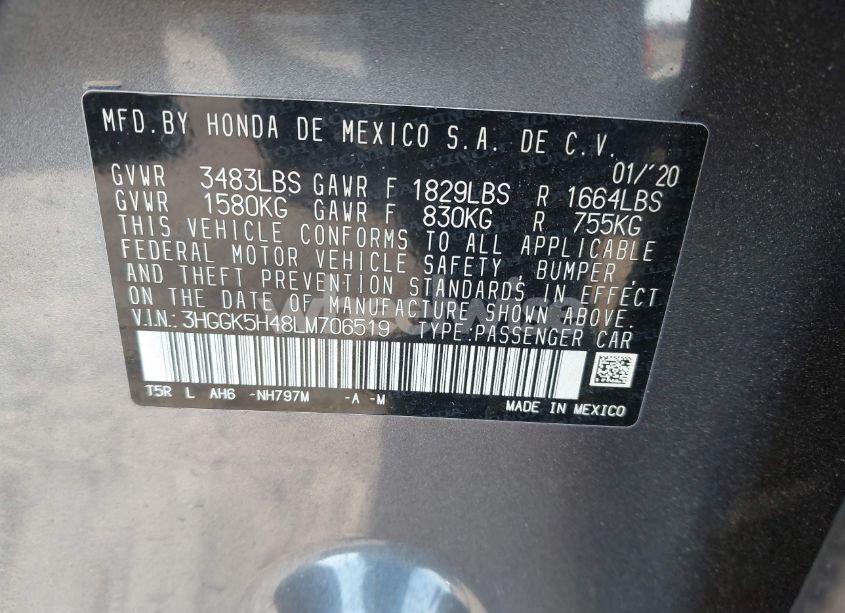 MFD.BY HONDA DE MEXICO S.A. DE C.V.
01/'20
GVWR 3483LBS GAWR F 1829LBS R 1664LBS
GVWR 1580KG GAWR F 830KG R 755KG
THIS VEHICLE CONFORMS TO ALL APPLICABLE
FEDERAL MOTOR VEHICLE SAFETY, BUMPER,
AND THEFT PREVENTION STANDARDS IN EFFECT
ON THE DATE OF MANUFACTURE SHOWN ABOVE.
V.I.N.: 3HGGK5H48LM706519 TYPE:PASSENGER CAR
T5R L AH6 -NH797M -A -M
MADE IN MEXICO